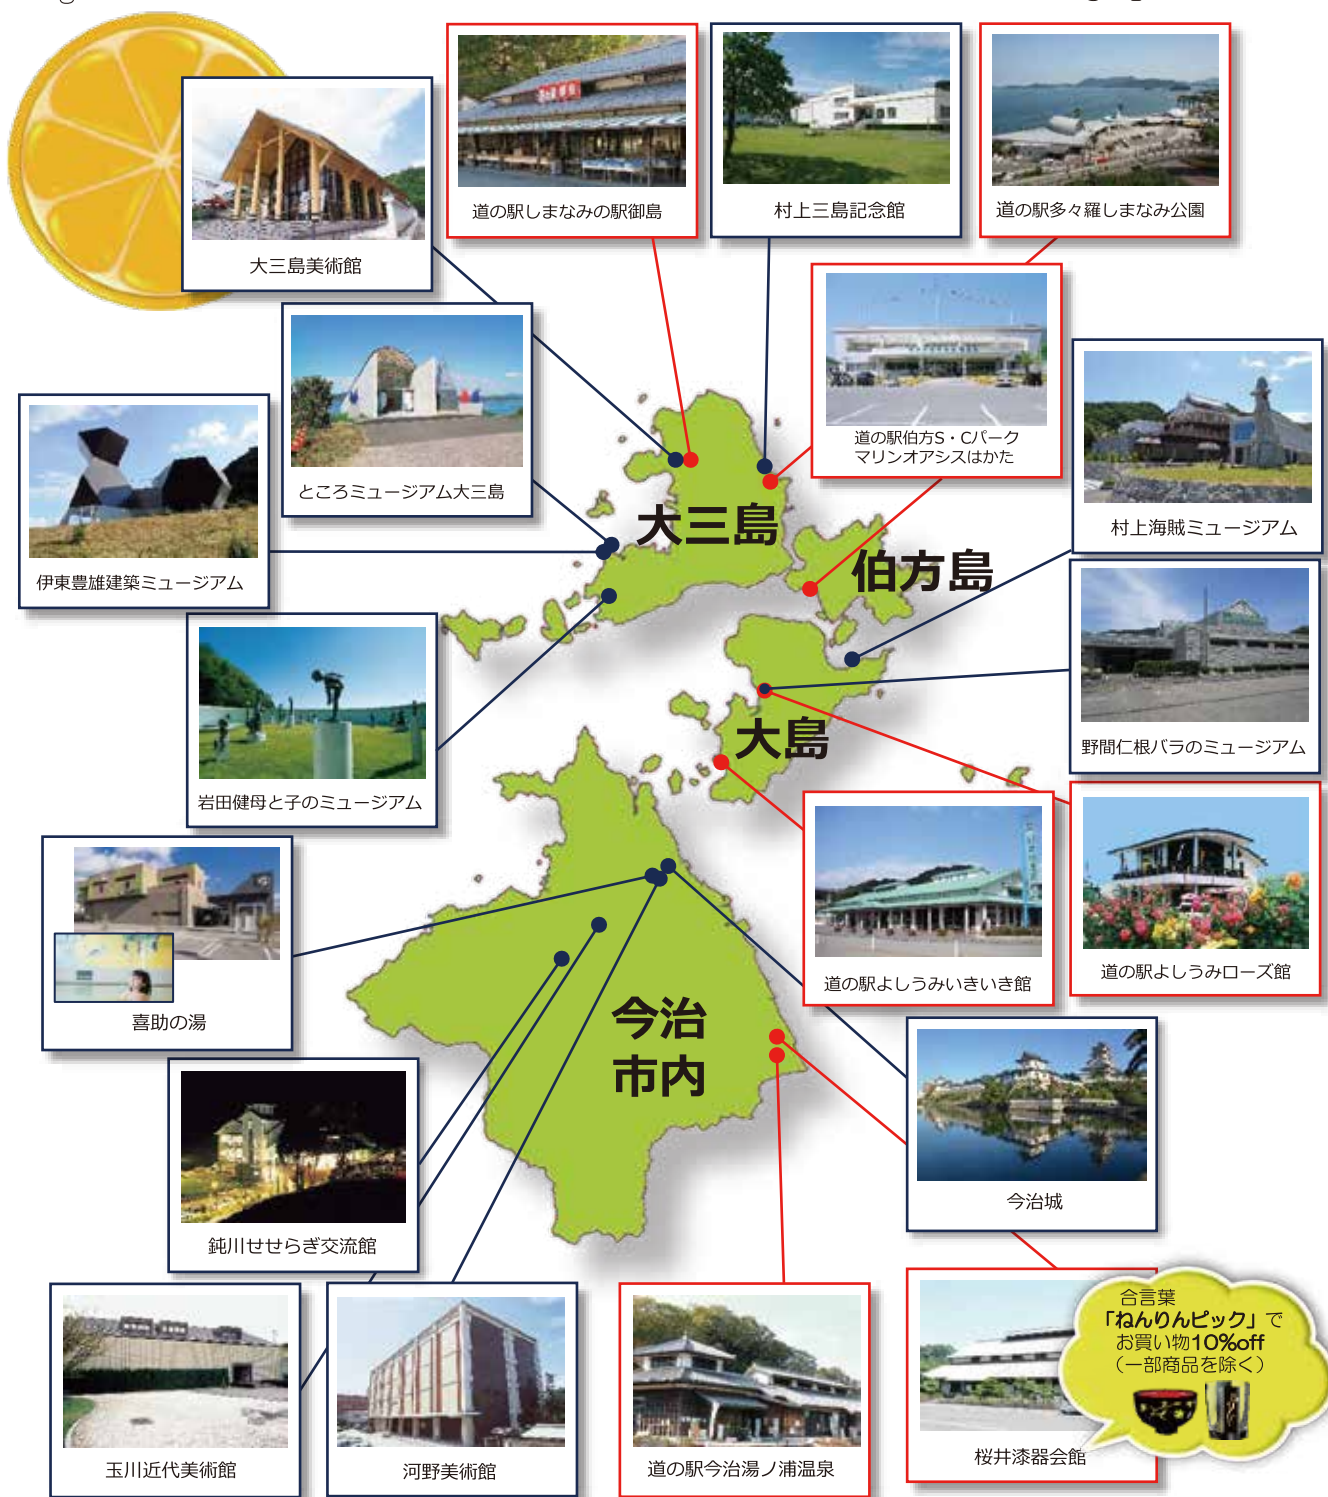 道の駅しまなみの駅御島
村上三島記念館
道の駅多々羅しまなみ公園
大三島美術館
道の駅伯方S・Cパーク
マリンオアシスはかた
ところミュージアム大三島
村上海賊ミュージアム
伊東豊雄建築ミュージアム
大三島
伯方島
野間仁根バラのミュージアム
岩田健母と子のミュージアム
大島
道の駅よしうみいきいき館
道の駅よしうみローズ館
喜助の湯
今治
市内
今治城
鈍川せせらぎ交流館
合言葉
「ねんりんピック」で
お買い物10%off
（一部商品を除く）
玉川近代美術館
河野美術館
道の駅今治湯ノ浦温泉
桜井漆器会館